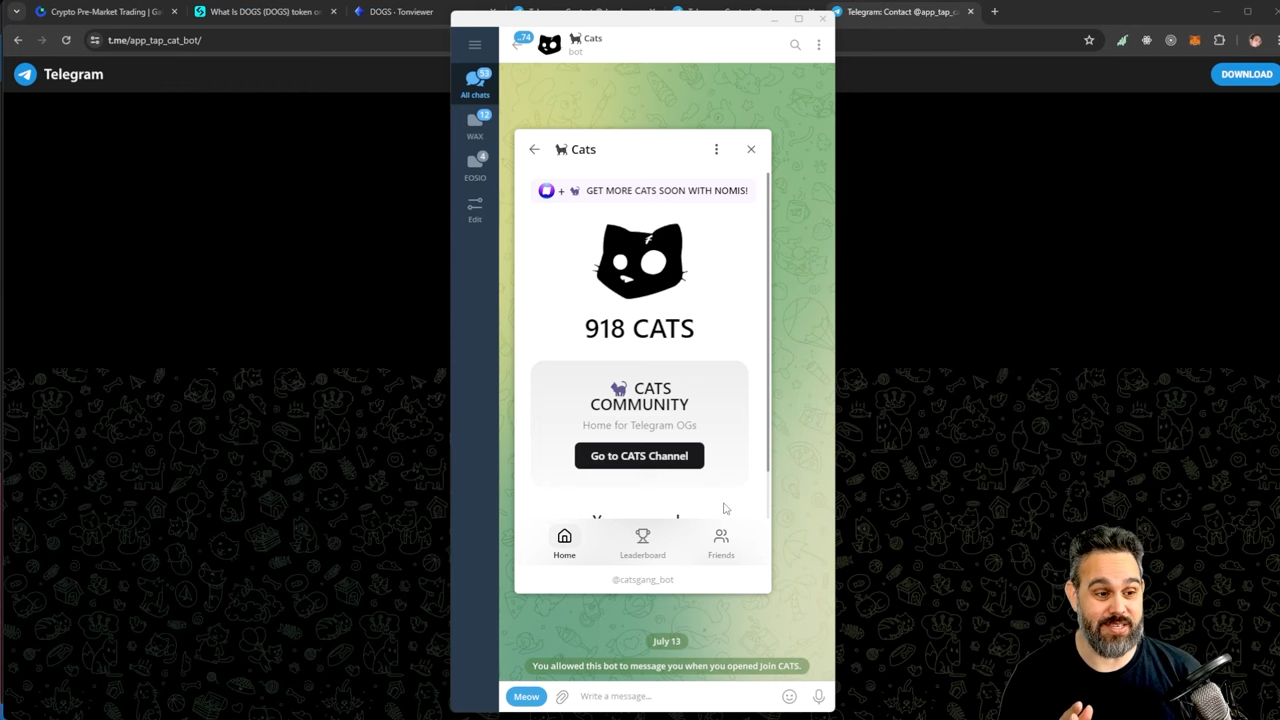 Crypto Futures Market Trading | Ga
What Is DOGS (DOGS) token on
DOGS - Tonviewer
Telegram: Contact @app_tap_c
t.me/app_tap_cat_bot/
Telegram
DOWNLOAD
..74
🐈‍⬛ Cats
bot
53
All chats
12
WAX
4
EOSIO
Edit
🐈‍⬛ Cats
+ 🐈‍⬛ GET MORE CATS SOON WITH NOMIS!
918 CATS
🐈‍⬛ CATS
COMMUNITY
Home for Telegram OGs
Go to CATS Channel
Home
Leaderboard
Friends
@catsgang_bot
July 13
You allowed this bot to message you when you opened Join CATS.
Meow
Write a message...